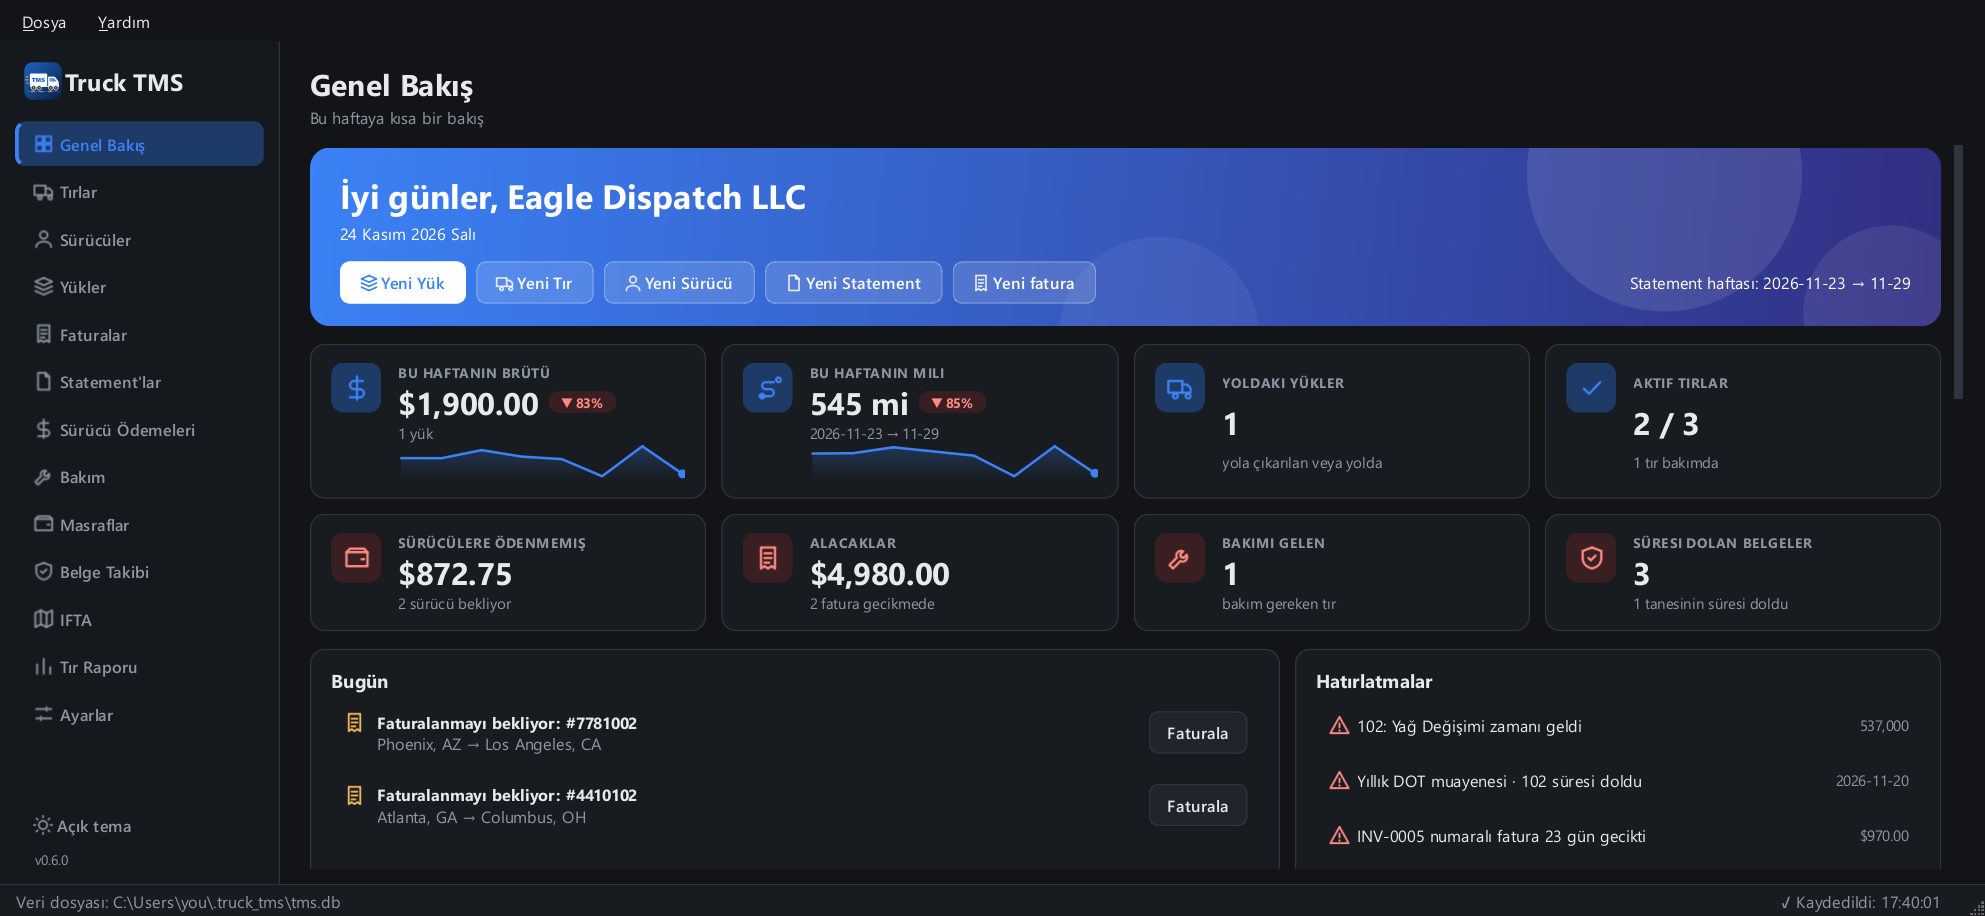 Dosya Yardım
TMS
Truck TMS
Genel Bakış
Tırlar
Sürücüler
Yükler
Faturalar
Statement'lar
Sürücü Ödemeleri
Bakım
Masraflar
Belge Takibi
IFTA
Tır Raporu
Ayarlar
Açık tema
v0.6.0
Genel Bakış
Bu haftaya kısa bir bakış
İyi günler, Eagle Dispatch LLC
24 Kasım 2026 Salı
Yeni Yük Yeni Tır Yeni Sürücü Yeni Statement Yeni fatura
Statement haftası: 2026-11-23 → 11-29
BU HAFTANIN BRÜTÜ
$1,900.00 ▼ 83%
1 yük
BU HAFTANIN MILI
545 mi ▼ 85%
2026-11-23 → 11-29
YOLDAKI YÜKLER
1
yola çıkarılan veya yolda
AKTIF TIRLAR
2 / 3
1 tır bakımda
SÜRÜCÜLERE ÖDENMEMIŞ
$872.75
2 sürücü bekliyor
ALACAKLAR
$4,980.00
2 fatura gecikmede
BAKIMI GELEN
1
bakım gereken tır
SÜRESI DOLAN BELGELER
3
1 tanesinin süresi doldu
Bugün
Faturalanmayı bekliyor: #7781002
Phoenix, AZ → Los Angeles, CA
Faturala
Faturalanmayı bekliyor: #4410102
Atlanta, GA → Columbus, OH
Faturala
Hatırlatmalar
102: Yağ Değişimi zamanı geldi 537,000
Yıllık DOT muayenesi · 102 süresi doldu 2026-11-20
INV-0005 numaralı fatura 23 gün gecikti $970.00
Veri dosyası: C:\Users\you\.truck_tms\tms.db
✓ Kaydedildi: 17:40:01